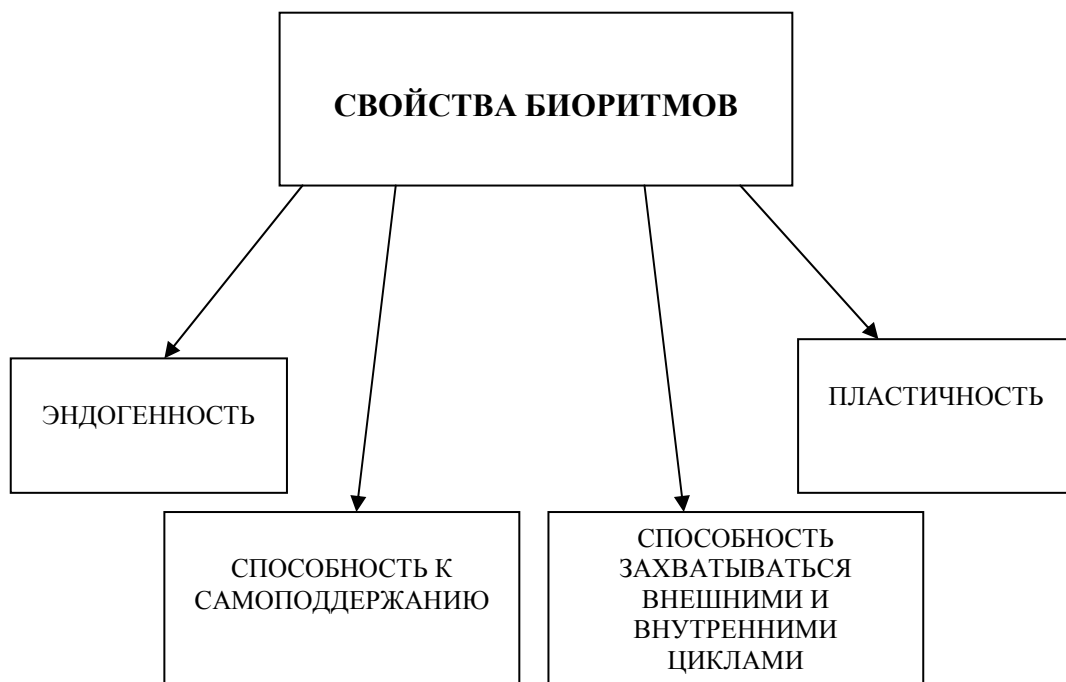 СВОЙСТВА БИОРИТМОВ
ЭНДОГЕННОСТЬ
ПЛАСТИЧНОСТЬ
СПОСОБНОСТЬ К
САМОПОДДЕРЖАНИЮ
СПОСОБНОСТЬ
ЗАХВАТЫВАТЬСЯ
ВНЕШНИМИ И
ВНУТРЕННИМИ
ЦИКЛАМИ